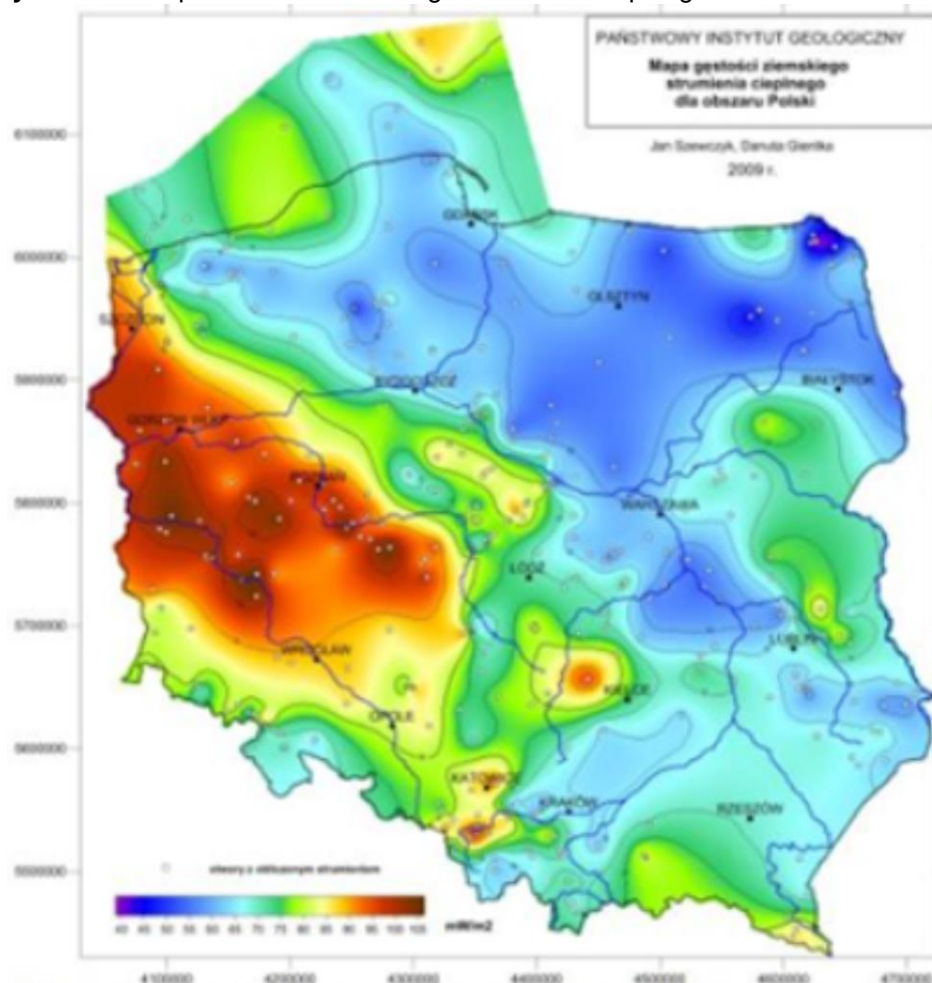 PAŃSTWOWY INSTYTUT GEOLOGICZNY
Mapa gęstości ziemskiego
strumienia cieplnego
dla obszaru Polski
Jan Szewczyk, Danuta Gientka
2009 r.
6100000
GDAŃSK
6000000
OLSZTYN
SZCZECIN
5900000
BYDGOSZCZ
BIAŁYSTOK
GORZÓW WLKP
POZNAŃ
5800000
WARSZAWA
ŁÓDŹ
5700000
LUBLIN
WROCŁAW
KIELCE
OPOLE
5600000
KATOWICE
KRAKÓW
RZESZÓW
otwory z obliczonym strumieniem
5500000
40 45 50 55 60 65 70 75 80 85 90 95 100 105
mW/m2
4100000 4200000 4300000 4400000 4500000 4600000 4700000